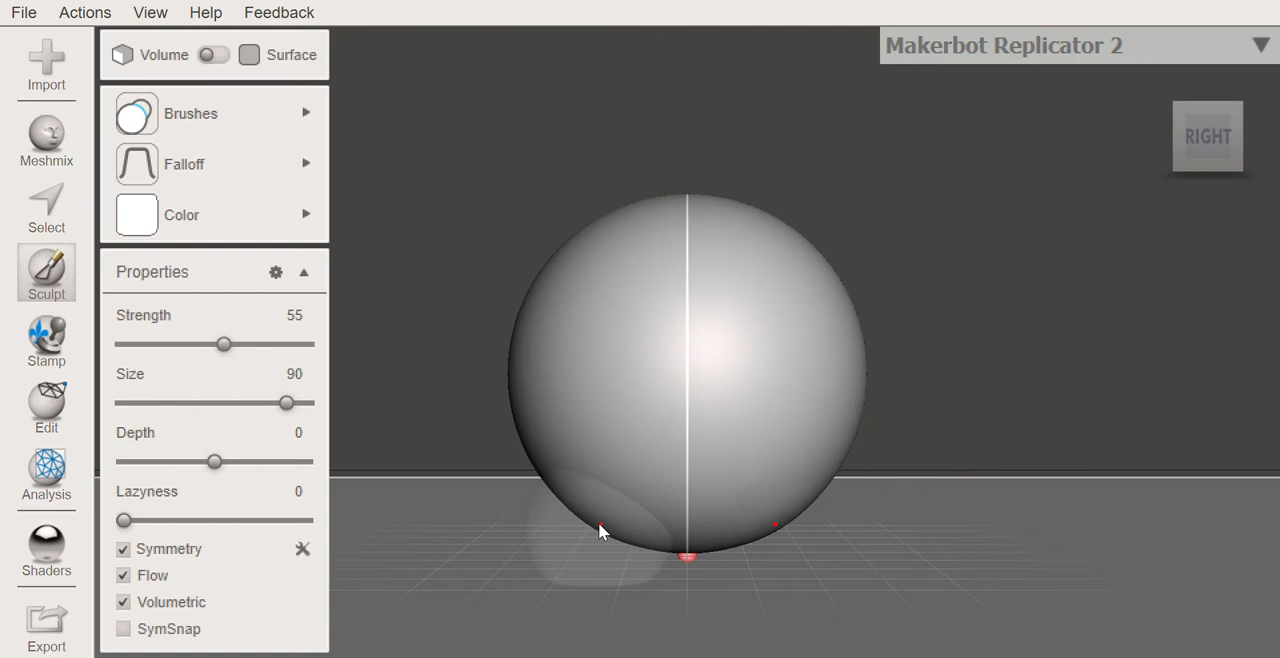 File Actions View Help Feedback
Import
Meshmix
Select
Sculpt
Stamp
Edit
Analysis
Shaders
Export
Volume Surface
Brushes
Falloff
Color
Properties
Strength 55
Size 90
Depth 0
Lazyness 0
Symmetry
Flow
Volumetric
SymSnap
Makerbot Replicator 2
RIGHT